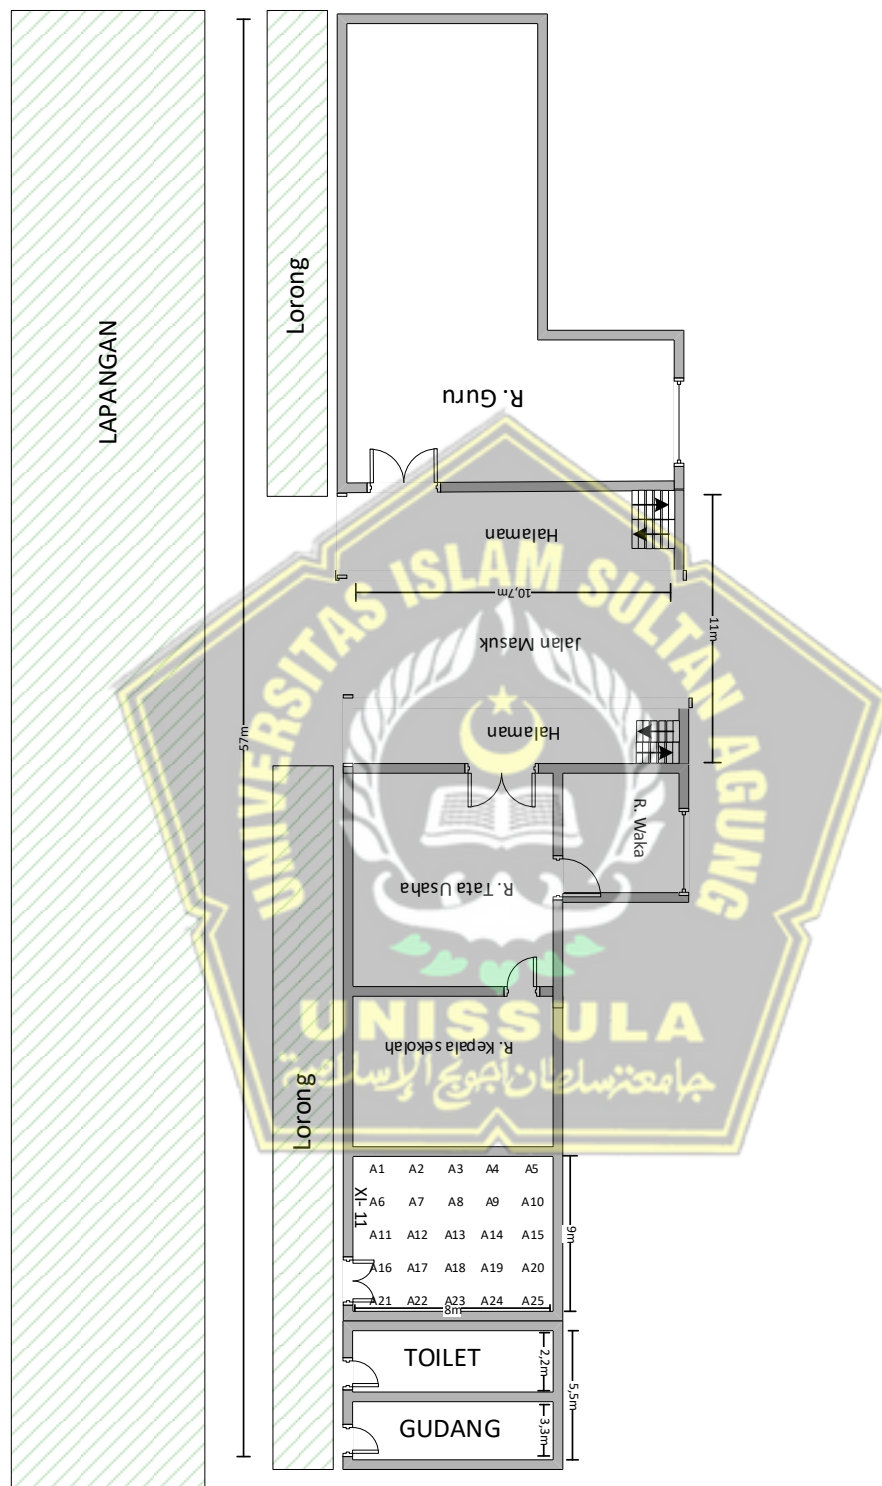 LAPANGAN
Lorong
57m
R. Guru
Halaman
10,7m
Jalan Masuk
11m
Halaman
R. Waka
R. Tata Usaha
R. Kepala sekolah
Lorong
UNIVERSITAS ISLAM SULTAN AGUNG
UNISSULA
جامعتنسلطان أجونج الإسلامية
XI- 11
A1 A2 A3 A4 A5
A6 A7 A8 A9 A10
A11 A12 A13 A14 A15
A16 A17 A18 A19 A20
A21 A22 A23 A24 A25
8m
9m
TOILET
2,2m
5,5m
GUDANG
3,3m